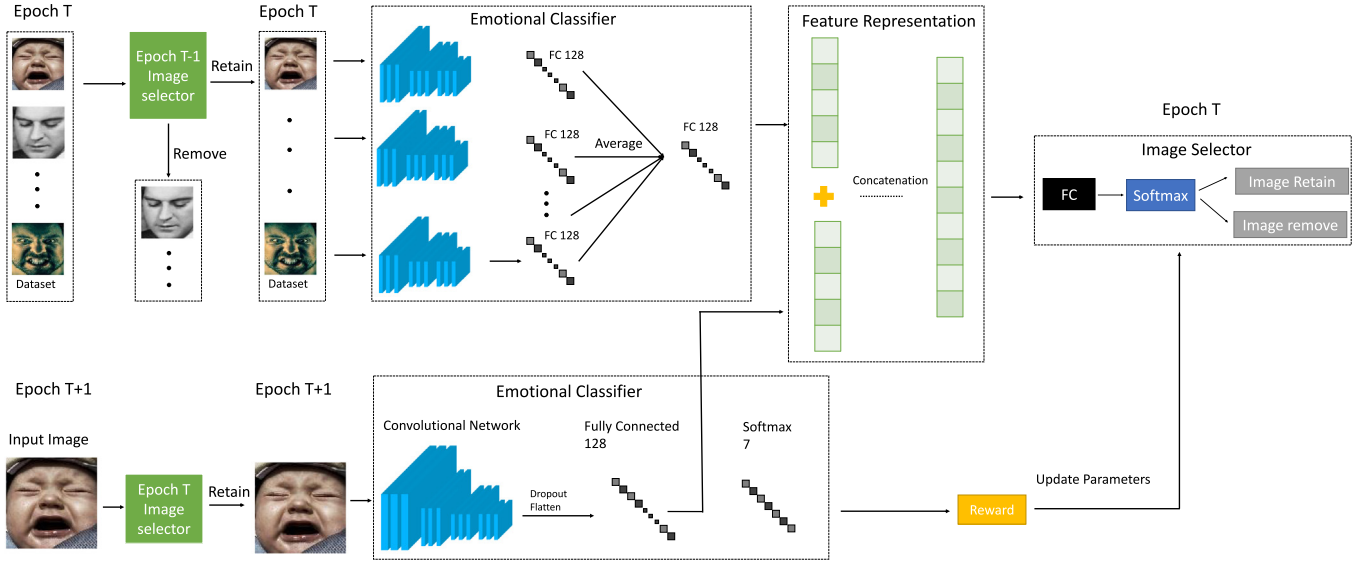 Epoch T
Epoch T-1
Image
selector
Retain
Remove
Dataset
Epoch T
Dataset
Emotional Classifier
FC 128
FC 128
FC 128
Average
FC 128
Feature Representation
Concatenation
Epoch T
Image Selector
FC
Softmax
Image Retain
Image remove
Epoch T+1
Input Image
Epoch T
Image
selector
Retain
Epoch T+1
Emotional Classifier
Convolutional Network
Dropout
Flatten
Fully Connected
128
Softmax
7
Reward
Update Parameters